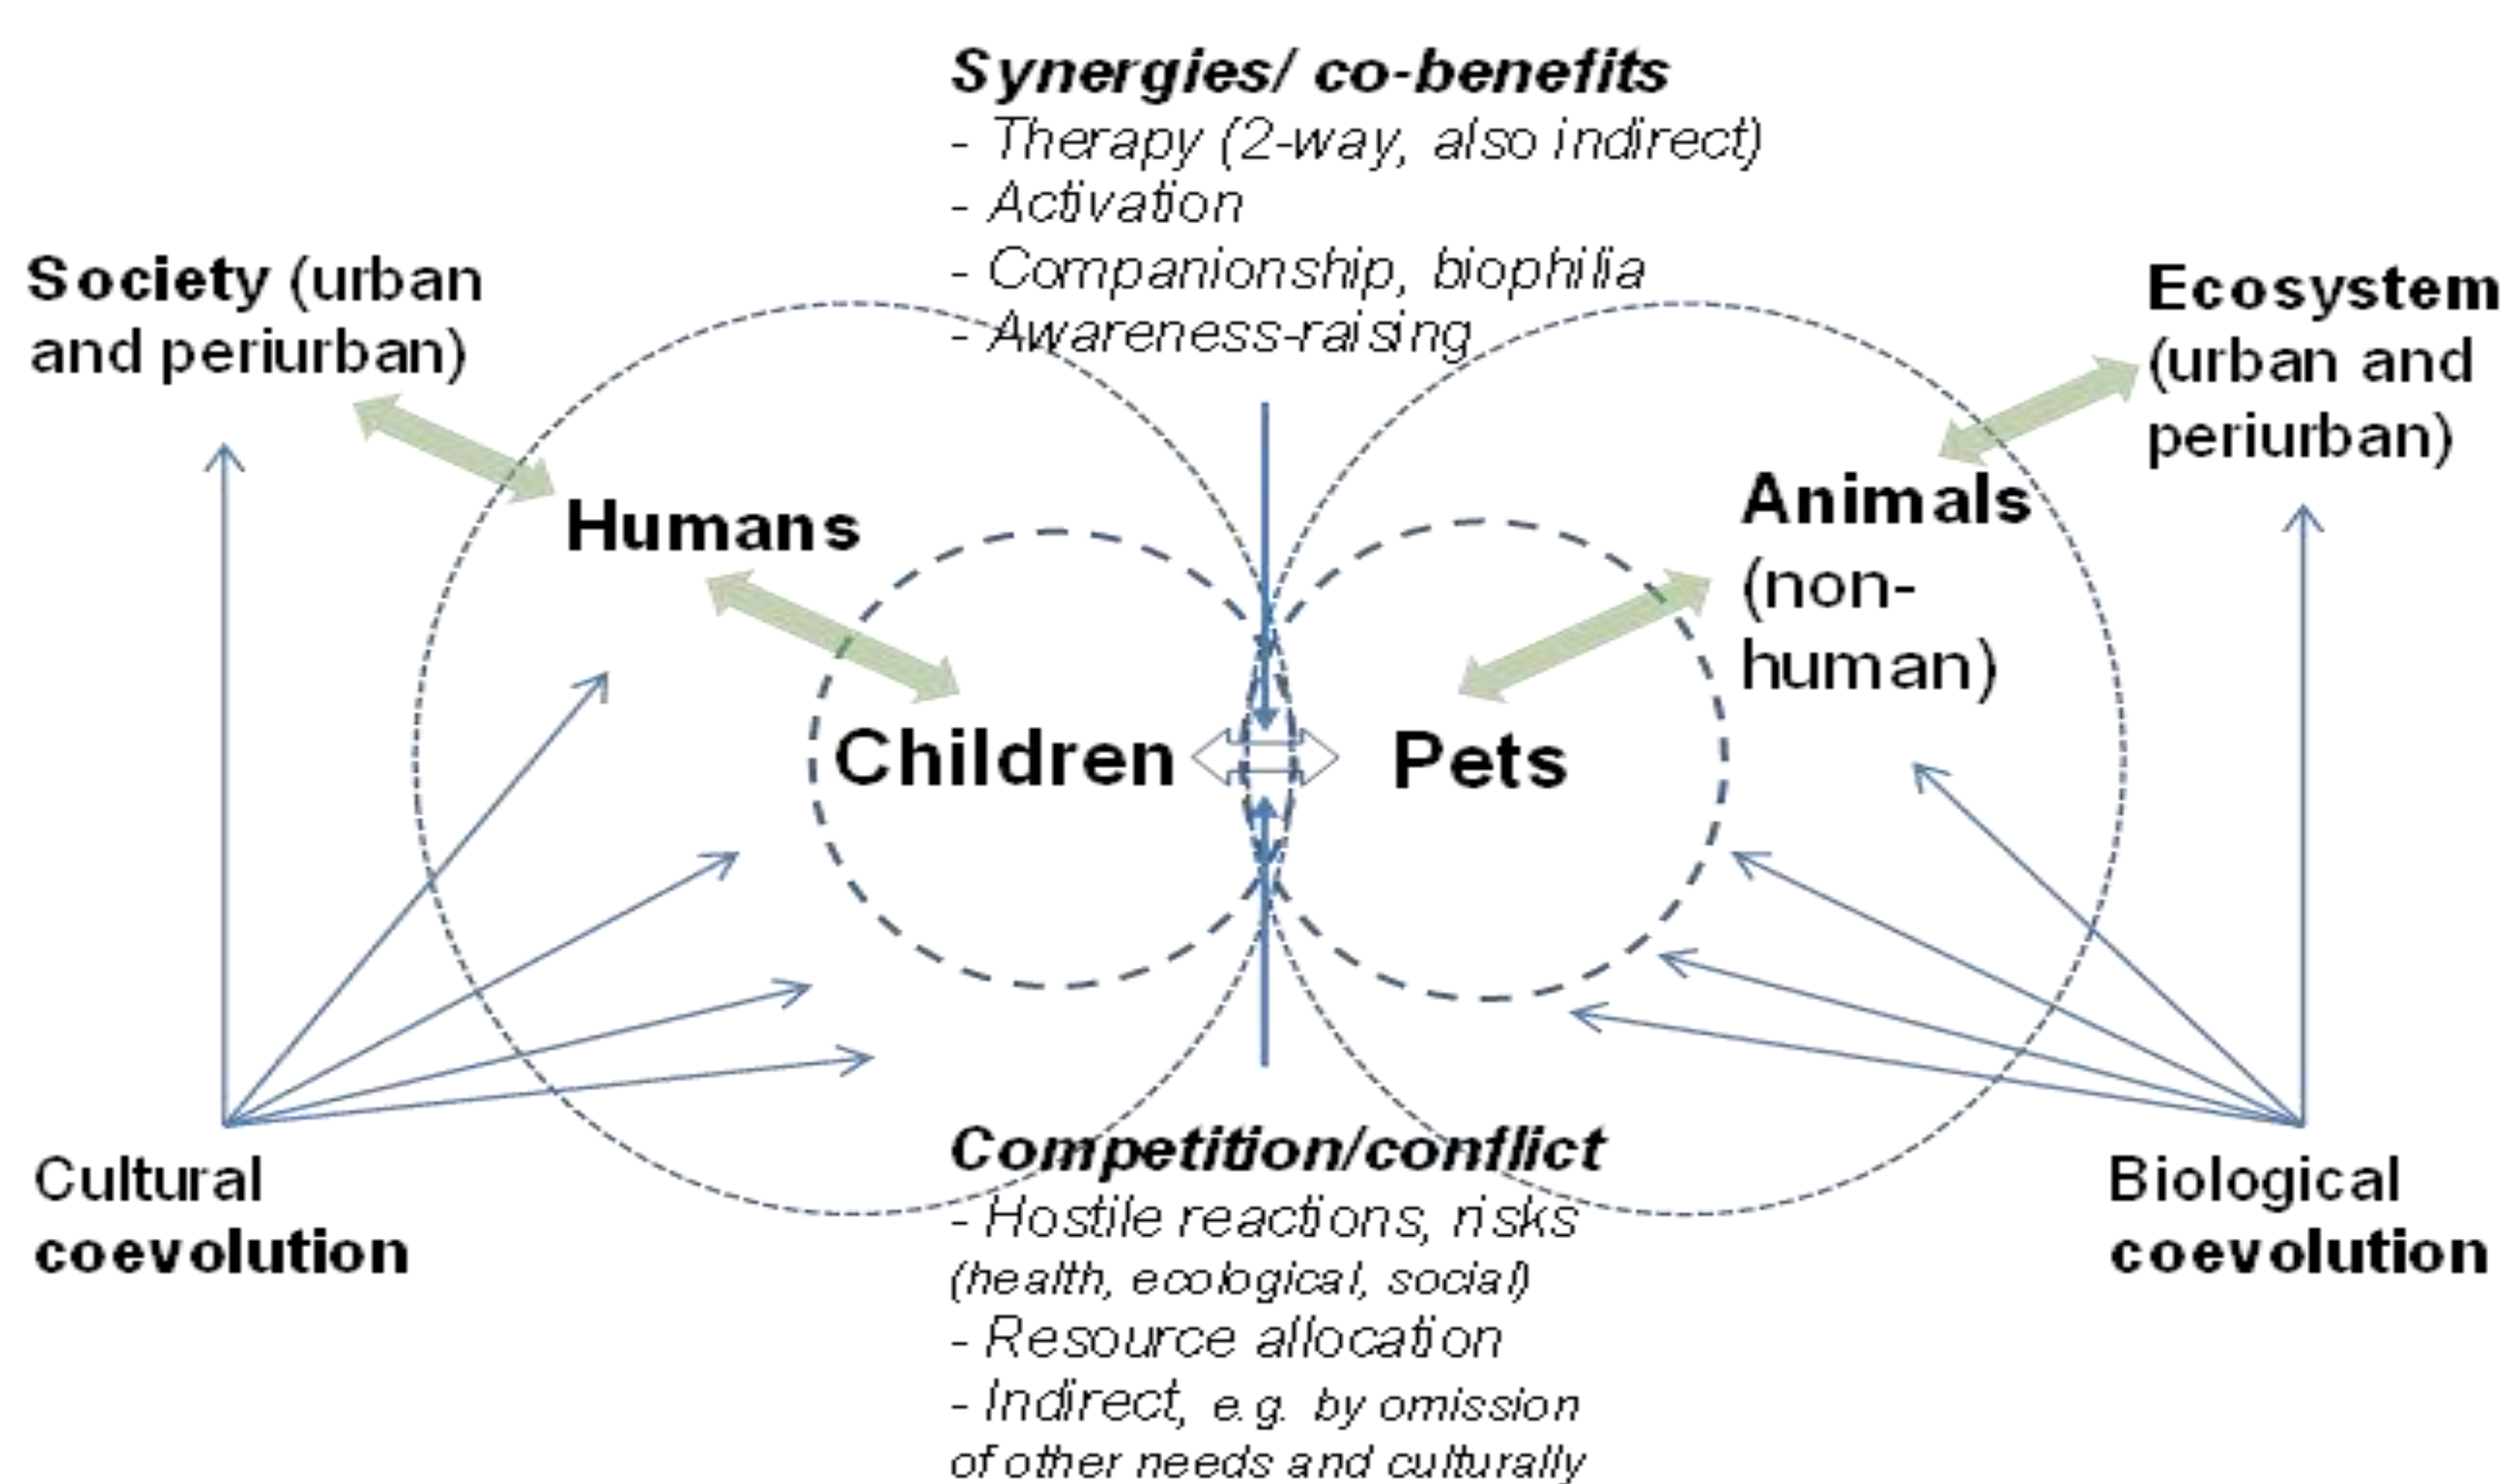 Synergies/ co-benefits
- Therapy (2-way, also indirect)
- Activation
- Companionship, biophilia
- Awareness-raising
Society (urban
and periurban)
Ecosystem
(urban and
periurban)
Humans
Animals
(non-
human)
Children
Pets
Cultural
coevolution
Biological
coevolution
Competition/conflict
- Hostile reactions, risks
(health, ecological, social)
- Resource allocation
- Indirect, e.g. by omission
of other needs and culturally